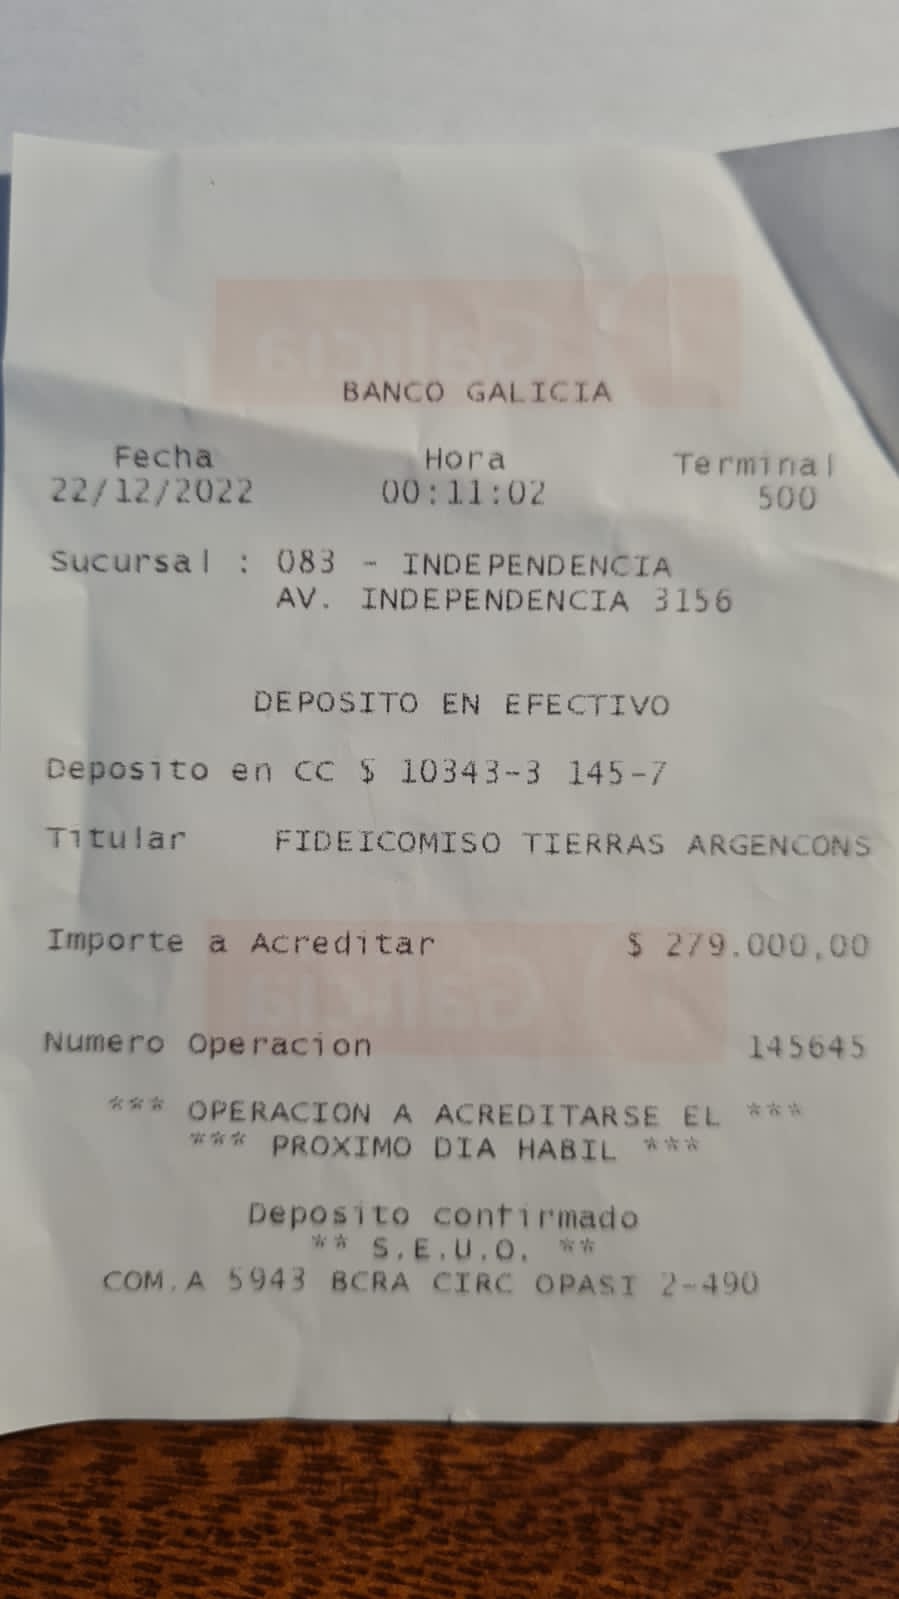 Galicia
BANCO GALICIA
Fecha Hora Terminal
22/12/2022 00:11:02 500
Sucursal : 083 - INDEPENDENCIA
AV. INDEPENDENCIA 3156
DEPOSITO EN EFECTIVO
Deposito en CC $ 10343-3 145-7
Titular FIDEICOMISO TIERRAS ARGENCONS
Importe a Acreditar $ 279.000,00
Galicia
Numero Operacion 145645
*** OPERACION A ACREDITARSE EL ***
*** PROXIMO DIA HABIL ***
Deposito confirmado
** S.E.U.O. **
COM.A 5943 BCRA CIRC OPASI 2-490